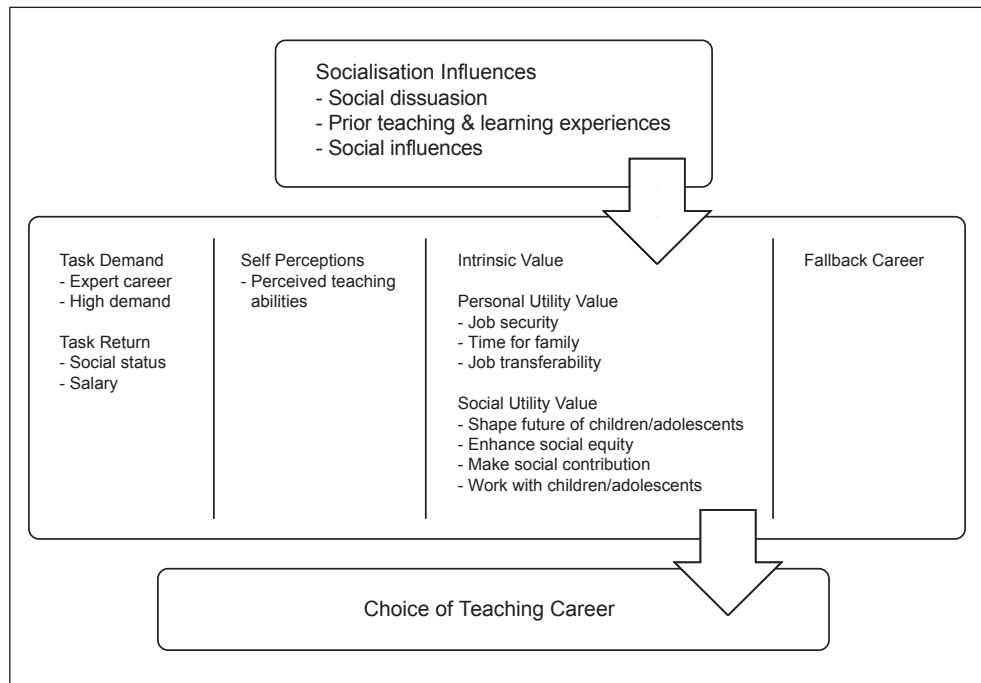 Socialisation Influences
- Social dissuasion
- Prior teaching & learning experiences
- Social influences
Task Demand
- Expert career
- High demand
Task Return
- Social status
- Salary
Self Perceptions
- Perceived teaching
abilities
Intrinsic Value
Personal Utility Value
- Job security
- Time for family
- Job transferability
Social Utility Value
- Shape future of children/adolescents
- Enhance social equity
- Make social contribution
- Work with children/adolescents
Fallback Career
Choice of Teaching Career